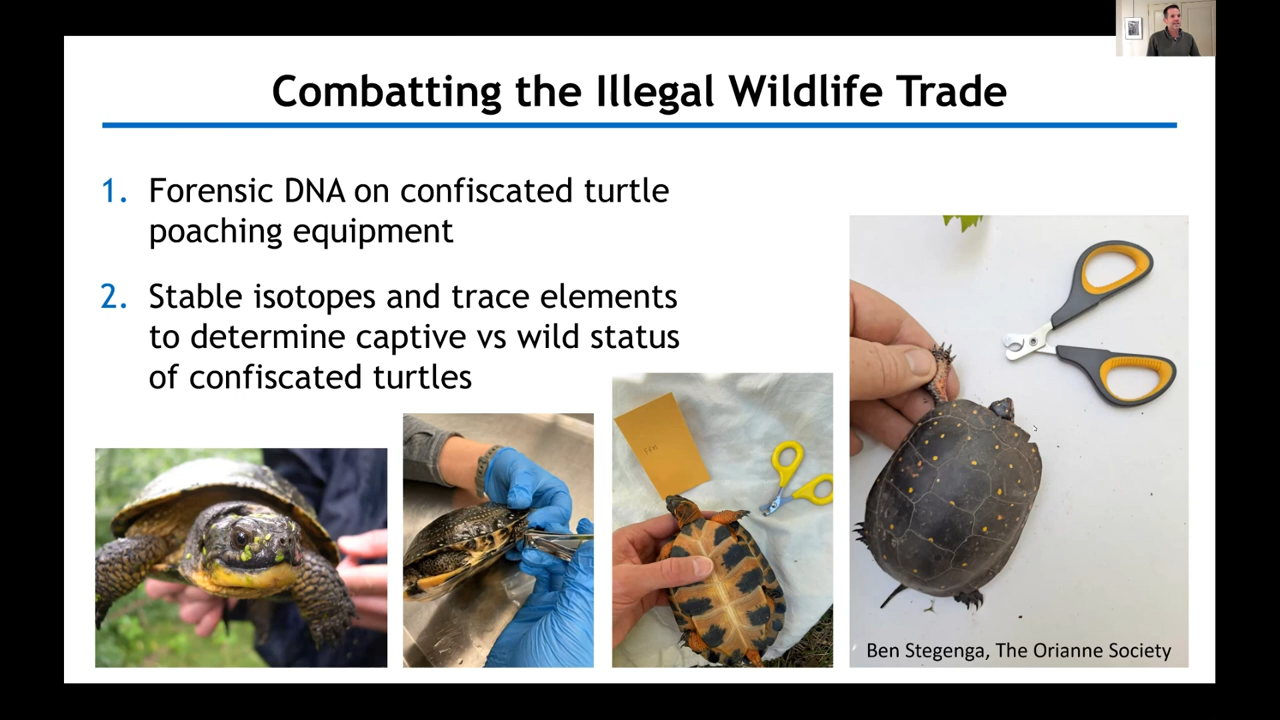 Combatting the Illegal Wildlife Trade
1. Forensic DNA on confiscated turtle
poaching equipment
2. Stable isotopes and trace elements
to determine captive vs wild status
of confiscated turtles
Ben Stegenga, The Orianne Society